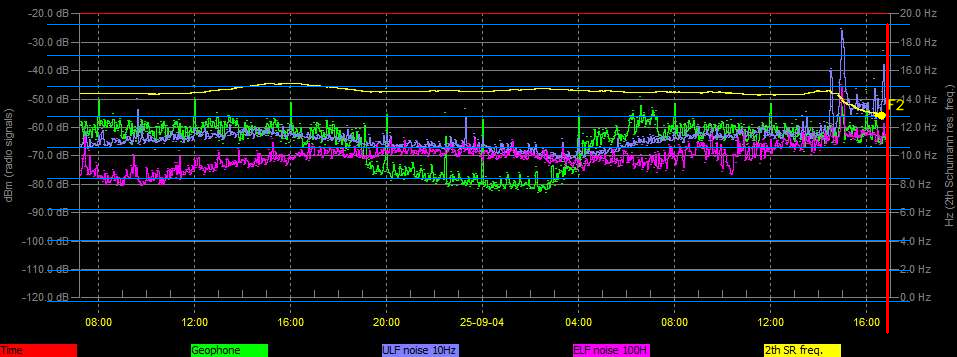 -20.0 dB 20.0 Hz
-30.0 dB 18.0 Hz
-40.0 dB 16.0 Hz
-50.0 dB 14.0 Hz
F2
-60.0 dB 12.0 Hz
-70.0 dB 10.0 Hz
-80.0 dB 8.0 Hz
-90.0 dB 6.0 Hz
-100.0 dB 4.0 Hz
-110.0 dB 2.0 Hz
-120.0 dB 0.0 Hz
dBm (radio signals)
Hz (2th Schumann res. freq.)
08:00 12:00 16:00 20:00 25-09-04 04:00 08:00 12:00 16:00
Time Geophone ULF noise 10Hz ELF noise 100H 2th SR freq.